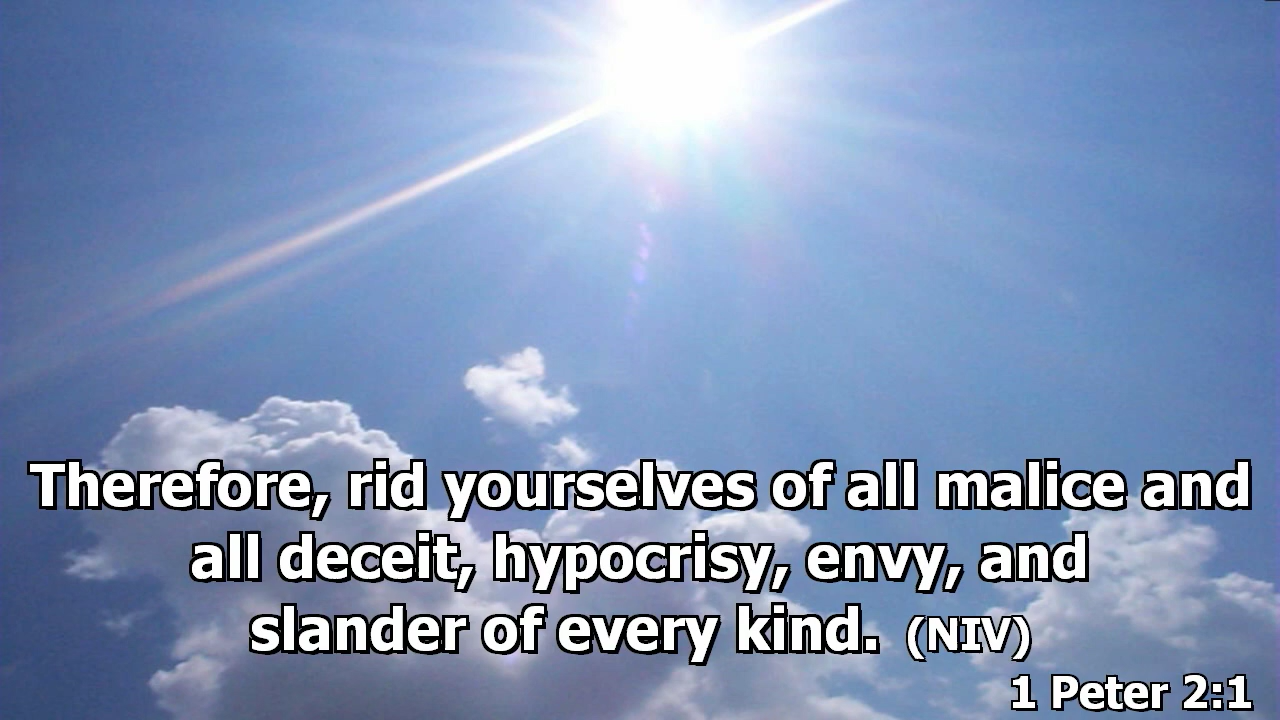 Therefore, rid yourselves of all malice and
all deceit, hypocrisy, envy, and
slander of every kind. (NIV)
1 Peter 2:1